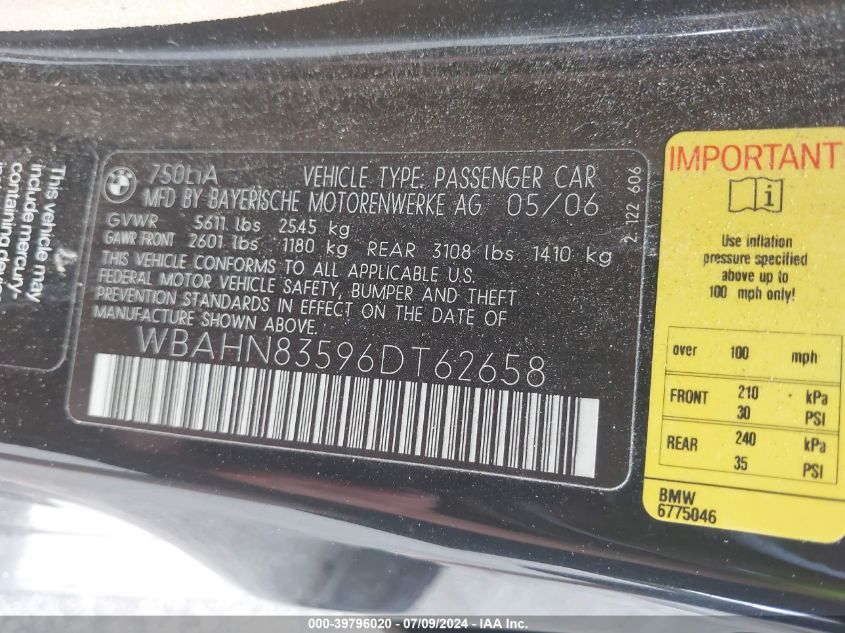 This vehicle may
include mercury-
containing
750LiA VEHICLE TYPE: PASSENGER CAR
MFD BY BAYERISCHE MOTORENWERKE AG 05/06
GVWR 5611 lbs 2545 kg
GAWR FRONT 2601 lbs 1180 kg REAR 3108 lbs 1410 kg
THIS VEHICLE CONFORMS TO ALL APPLICABLE U.S.
FEDERAL MOTOR VEHICLE SAFETY, BUMPER AND THEFT
PREVENTION STANDARDS IN EFFECT ON THE DATE OF
MANUFACTURE SHOWN ABOVE.
WBAHN83596DT62658
2.122 606
IMPORTANT
i
Use inflation
pressure specified
above up to
100 mph only!
over 100 mph
FRONT 210 kPa
30 PSI
REAR 240 kPa
35 PSI
BMW
6775046
000-39796020 - 07/09/2024 - IAA Inc.